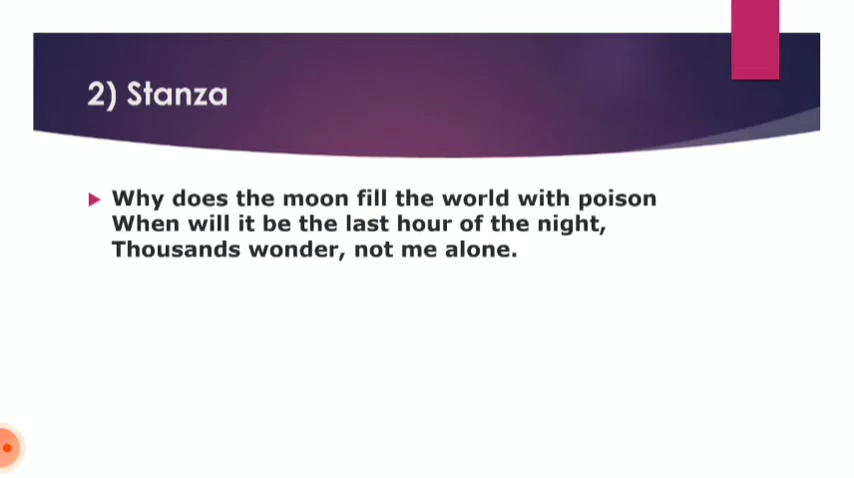 2) Stanza
Why does the moon fill the world with poison
When will it be the last hour of the night,
Thousands wonder, not me alone.